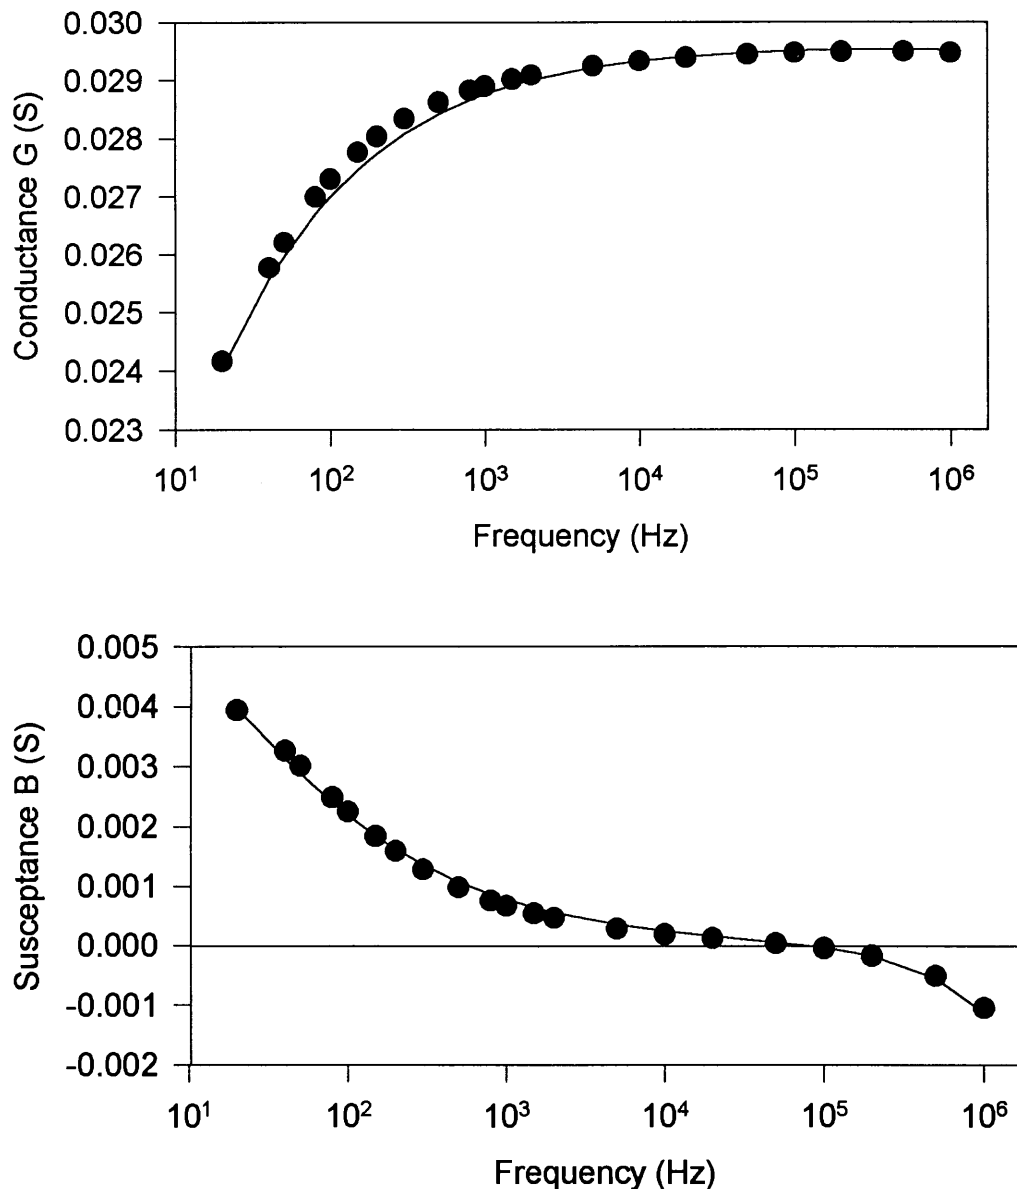 0.030
0.029
0.028
0.027
0.026
0.025
0.024
0.023
Conductance G (S)
10¹ 10² 10³ 10⁴ 10⁵ 10⁶
Frequency (Hz)
0.005
0.004
0.003
0.002
0.001
0.000
-0.001
-0.002
Susceptance B (S)
10¹ 10² 10³ 10⁴ 10⁵ 10⁶
Frequency (Hz)